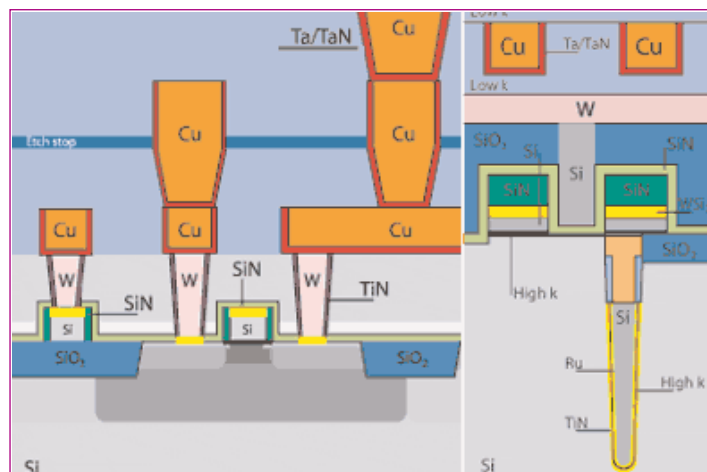 Ta/TaN
Cu
Etch stop
Cu
Cu
Cu
Cu
W
W
W
SiN
SiN
TiN
Si
Si
SiO2
SiO2
Si
Low k
Cu
Ta/TaN
Cu
Low k
W
SiO2
Si
SiN
Si
SiN
SiN
WSi
SiO2
High k
Si
Ru
High k
TiN
Si